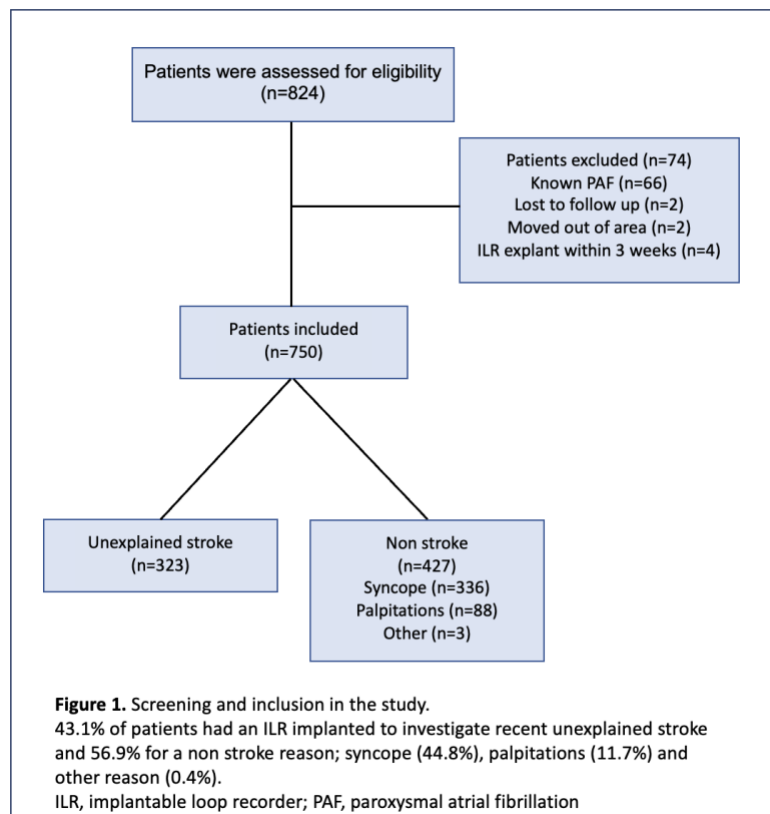 Patients were assessed for eligibility
(n=824)
Patients excluded (n=74)
Known PAF (n=66)
Lost to follow up (n=2)
Moved out of area (n=2)
ILR explant within 3 weeks (n=4)
Patients included
(n=750)
Unexplained stroke
(n=323)
Non stroke
(n=427)
Syncope (n=336)
Palpitations (n=88)
Other (n=3)
Figure 1. Screening and inclusion in the study.
43.1% of patients had an ILR implanted to investigate recent unexplained stroke
and 56.9% for a non stroke reason; syncope (44.8%), palpitations (11.7%) and
other reason (0.4%).
ILR, implantable loop recorder; PAF, paroxysmal atrial fibrillation